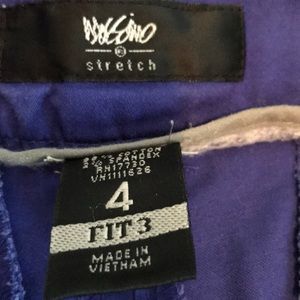 mossimo
stretch
COTTON
2% SPANDEX
RN17730
VN1111626
4
FIT 3
MADE IN
VIETNAM